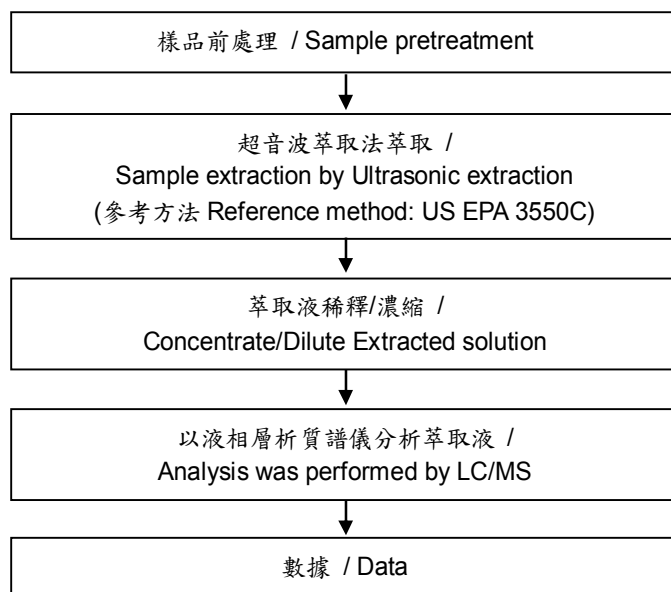 樣品前處理 / Sample pretreatment
超音波萃取法萃取 /
Sample extraction by Ultrasonic extraction
(參考方法 Reference method: US EPA 3550C)
萃取液稀釋/濃縮 /
Concentrate/Dilute Extracted solution
以液相層析質譜儀分析萃取液 /
Analysis was performed by LC/MS
數據 / Data